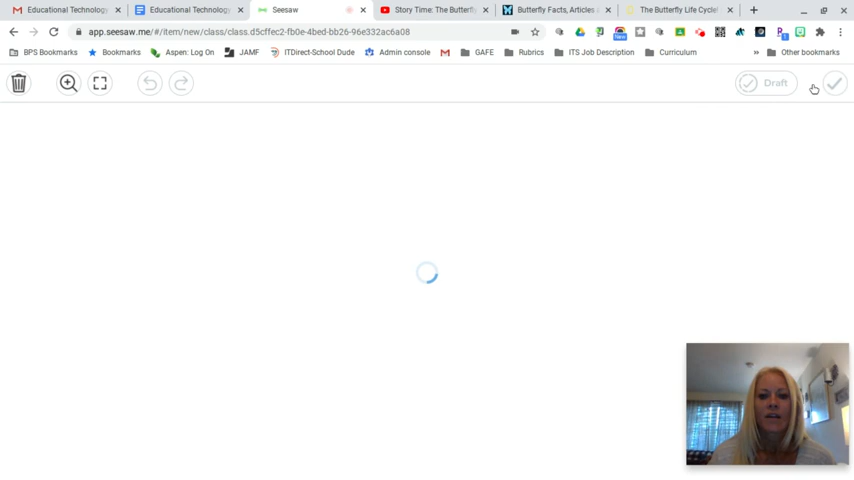 Educational Technology
Educational Technology
Seesaw
Story Time: The Butterfly
Butterfly Facts, Articles
The Butterfly Life Cycle!
app.seesaw.me/#/item/new/class/class.d5cffec2-fb0e-4bed-bb26-96e332ac6a08
New
1
BPS Bookmarks
Bookmarks
Aspen: Log On
JAMF
ITDirect-School Dude
Admin console
GAFE
Rubrics
ITS Job Description
Curriculum
»
Other bookmarks
Draft